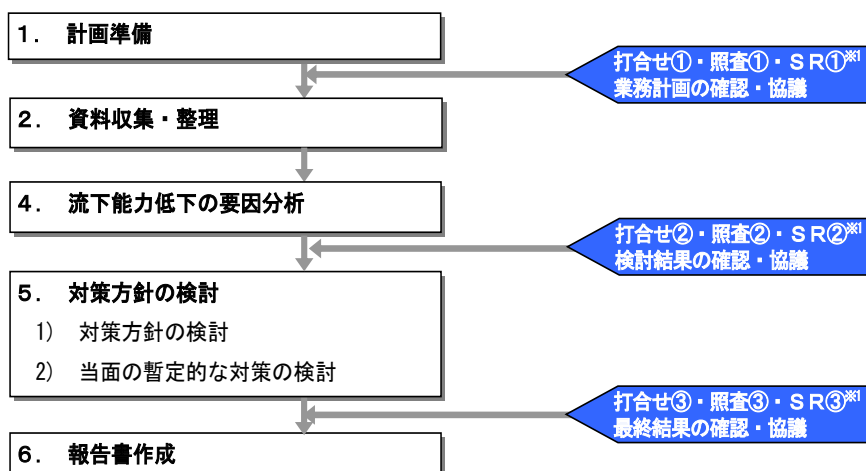 1. 計画準備
打合せ①・照査①・SR①※1
業務計画の確認・協議
2. 資料収集・整理
4. 流下能力低下の要因分析
打合せ②・照査②・SR②※1
検討結果の確認・協議
5. 対策方針の検討
1) 対策方針の検討
2) 当面の暫定的な対策の検討
打合せ③・照査③・SR③※1
最終結果の確認・協議
6. 報告書作成